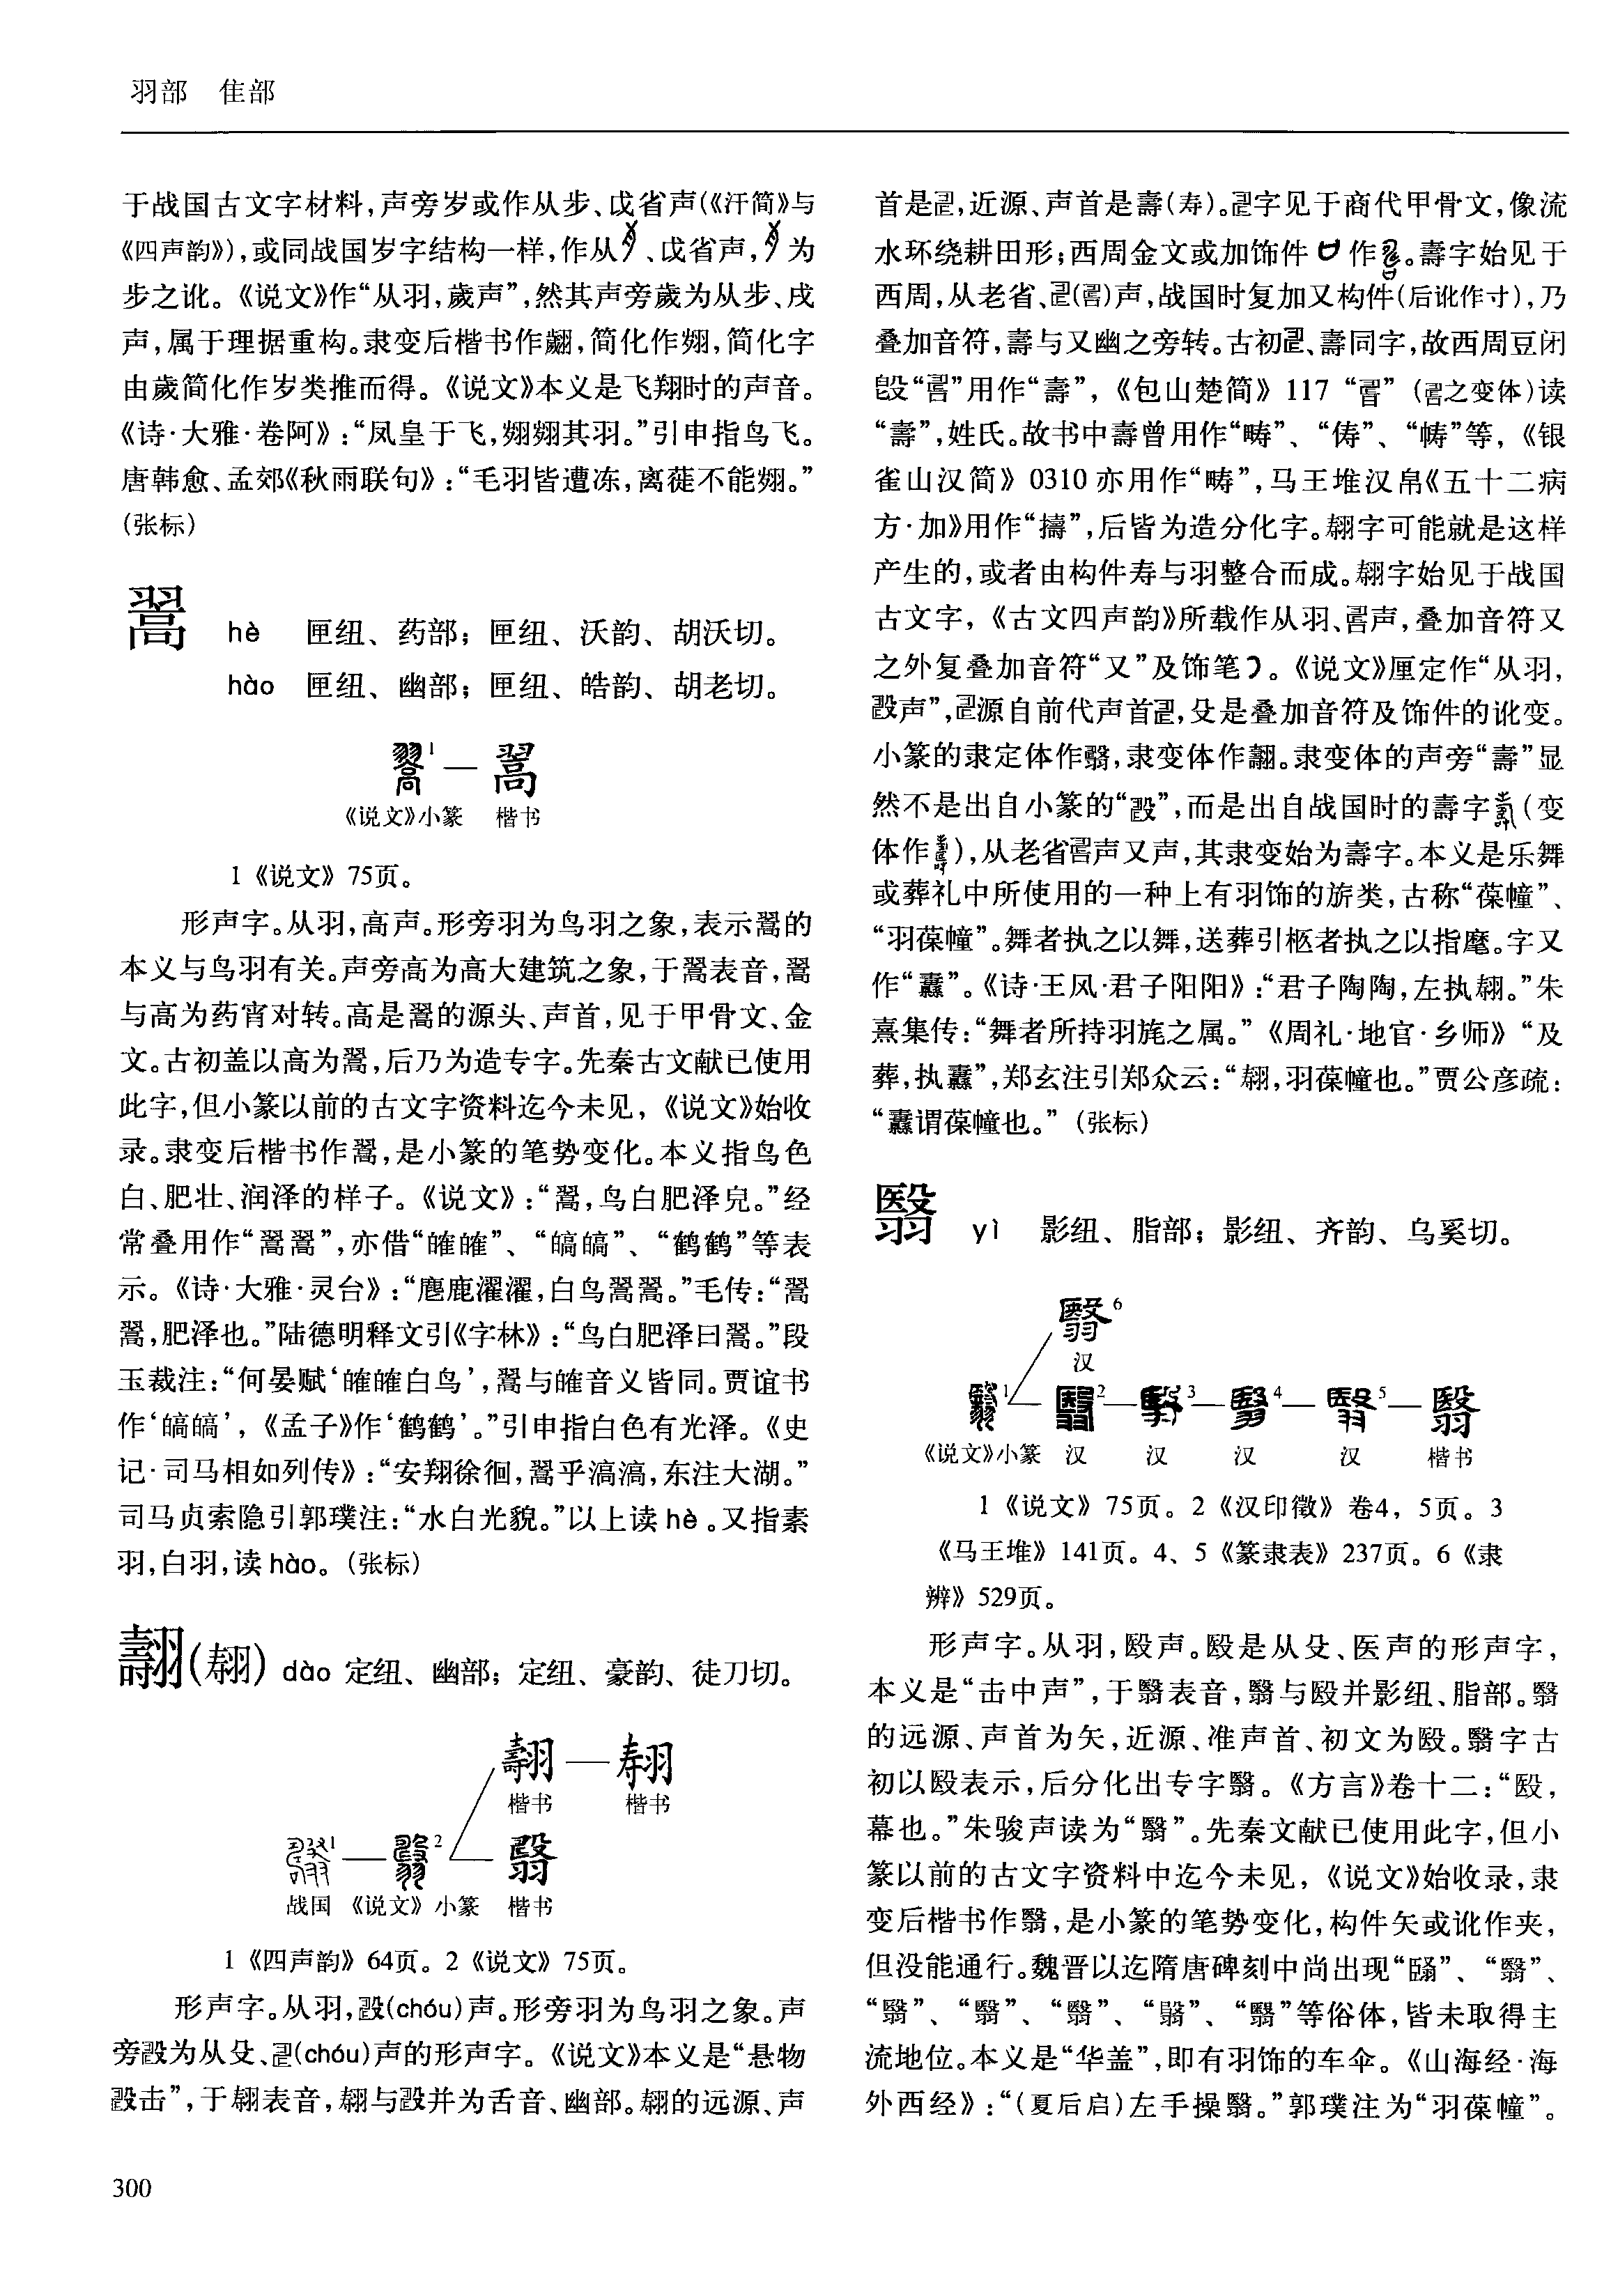 羽部　隹部
于战国古文字材料,声旁岁或作从步、戉省声(《汗简》与
《四声韵》),或同战国岁字结构一样,作从、戉省声,为
步之讹。《说文》作“从羽,歲声”,然其声旁歲为从步、戌
声,属于理据重构。隶变后楷书作翽,简化作翙,简化字
由歲简化作岁类推而得。《说文》本义是飞翔时的声音。
《诗·大雅·卷阿》:“凤皇于飞,翙翙其羽。”引申指鸟飞。
唐韩愈、孟郊《秋雨联句》:“毛羽皆遭冻,离蓰不能翙。”
(张标)
翯　hè　匣纽、药部；匣纽、沃韵、胡沃切。
hào　匣纽、幽部；匣纽、皓韵、胡老切。
翯1—翯
《说文》小篆　楷书
1《说文》75页。
形声字。从羽,高声。形旁羽为鸟羽之象,表示翯的
本义与鸟羽有关。声旁高为高大建筑之象,于翯表音,翯
与高为药宵对转。高是翯的源头、声首,见于甲骨文、金
文。古初盖以高为翯,后乃为造专字。先秦古文献已使用
此字,但小篆以前的古文字资料迄今未见,《说文》始收
录。隶变后楷书作翯,是小篆的笔势变化。本义指鸟色
白、肥壮、润泽的样子。《说文》:“翯,鸟白肥泽皃。”经
常叠用作“翯翯”,亦借“皠皠”、“皜皜”、“鹤鹤”等表
示。《诗·大雅·灵台》:“麀鹿濯濯,白鸟翯翯。”毛传:“翯
翯,肥泽也。”陆德明释文引《字林》:“鸟白肥泽曰翯。”段
玉裁注:“何晏赋‘皠皠白鸟’,翯与皠音义皆同。贾谊书
作‘皜皜’,《孟子》作‘鹤鹤’。”引申指白色有光泽。《史
记·司马相如列传》:“安翔徐徊,翯乎滈滈,东注大湖。”
司马贞索隐引郭璞注:“水白光貌。”以上读hè。又指素
羽,白羽,读hào。(张标)
翿(翿)dào 定纽、幽部；定纽、豪韵、徒刀切。
楷书　楷书
战国　《说文》小篆　楷书
1《四声韵》64页。2《说文》75页。
形声字。从羽,𣪘(chóu)声。形旁羽为鸟羽之象。声
旁为从殳、(chóu)声的形声字。《说文》本义是“悬物
击”,于表音,与并为舌音、幽部。的远源、声
首是,近源、声首是壽(寿)。字见于商代甲骨文,像流
水环绕耕田形;西周金文或加饰件作。壽字始见于
西周,从老省、()声,战国时复加又构件(后讹作寸),乃
叠加音符,壽与又幽之旁转。古初、壽同字,故西周豆闭
“”用作“壽”,《包山楚简》117“”(之变体)读
“壽”,姓氏。故书中壽曾用作“畴”、“俦”、“帱”等,《银
雀山汉简》0310亦用作“畴”,马王堆汉帛《五十二病
方·加》用作“擣”,后皆为造分化字。字可能就是这样
产生的,或者由构件寿与羽整合而成。字始见于战国
古文字,《古文四声韵》所载作从羽、声,叠加音符又
之外复叠加音符“又”及饰笔。《说文》厘定作“从羽,
声”,源自前代声首,殳是叠加音符及饰件的讹变。
小篆的隶定体作,隶变体作翿。隶变体的声旁“壽”显
然不是出自小篆的“”,而是出自战国时的壽字(变
体作),从老省声又声,其隶变始为壽字。本义是乐舞
或葬礼中所使用的一种上有羽饰的旂类,古称“葆幢”、
“羽葆幢”。舞者执之以舞,送葬引柩者执之以指麾。字又
作“纛”。《诗·王风·君子阳阳》:“君子陶陶,左执。”朱
熹集传:“舞者所持羽旄之属。”《周礼·地官·乡师》“及
葬,执纛”,郑玄注引郑众云:“,羽葆幢也。”贾公彦疏:
“纛谓葆幢也。”(张标)
翳　yì　影纽、脂部；影纽、齐韵、乌奚切。
翳6
汉
翳1—翳2—翳3—翳4—翳5—翳
《说文》小篆　汉　汉　汉　汉　楷书
1《说文》75页。2《汉印徵》卷4，5页。3
《马王堆》141页。4、5《篆隶表》237页。6《隶
辨》529页。
形声字。从羽,殹声。殹是从殳、医声的形声字,
本义是“击中声”,于翳表音,翳与殹并影纽、脂部。翳
的远源、声首为矢,近源、准声首、初文为殹。翳字古
初以殹表示,后分化出专字翳。《方言》卷十二:“殹,
幕也。”朱骏声读为“翳”。先秦文献已使用此字,但小
篆以前的古文字资料中迄今未见,《说文》始收录,隶
变后楷书作翳,是小篆的笔势变化,构件矢或讹作夹,
但没能通行。魏晋以迄隋唐碑刻中尚出现“”、“”、
“”、“”、“”、“”、“”等俗体,皆未取得主
流地位。本义是“华盖”,即有羽饰的车伞。《山海经·海
外西经》:“(夏后启)左手操翳。”郭璞注为“羽葆幢”。
300